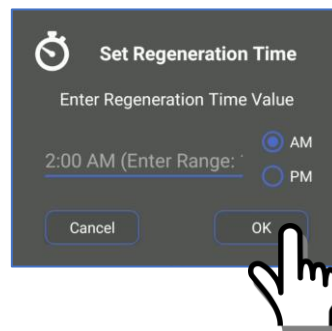 Set Regeneration Time
Enter Regeneration Time Value
AM
2:00 AM (Enter Range:
PM
Cancel
OK